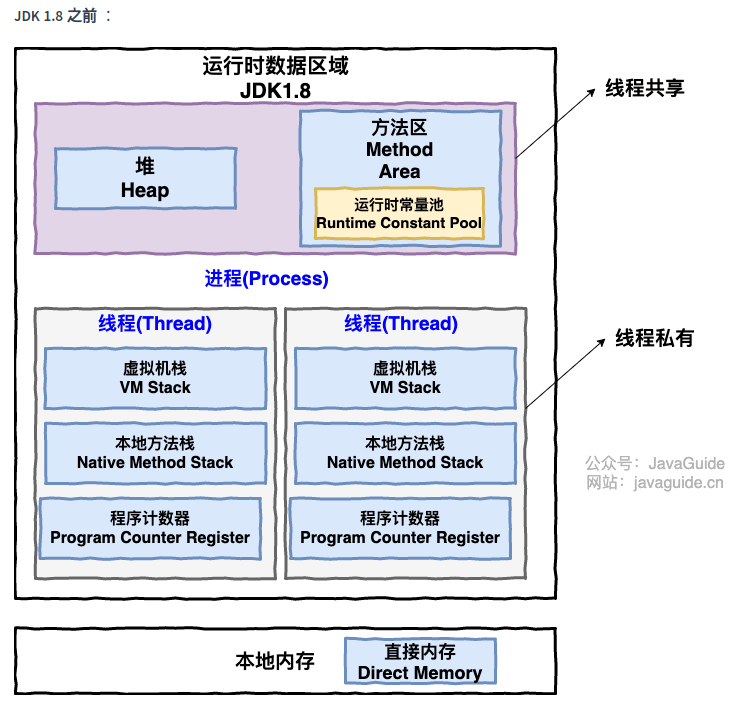 JDK 1.8 之前 ：
运行时数据区域
JDK1.8
线程共享
堆
Heap
方法区
Method
Area
运行时常量池
Runtime Constant Pool
进程(Process)
线程(Thread)
虚拟机栈
VM Stack
本地方法栈
Native Method Stack
程序计数器
Program Counter Register
线程(Thread)
虚拟机栈
VM Stack
本地方法栈
Native Method Stack
程序计数器
Program Counter Register
线程私有
公众号：JavaGuide
网站：javaguide.cn
本地内存
直接内存
Direct Memory